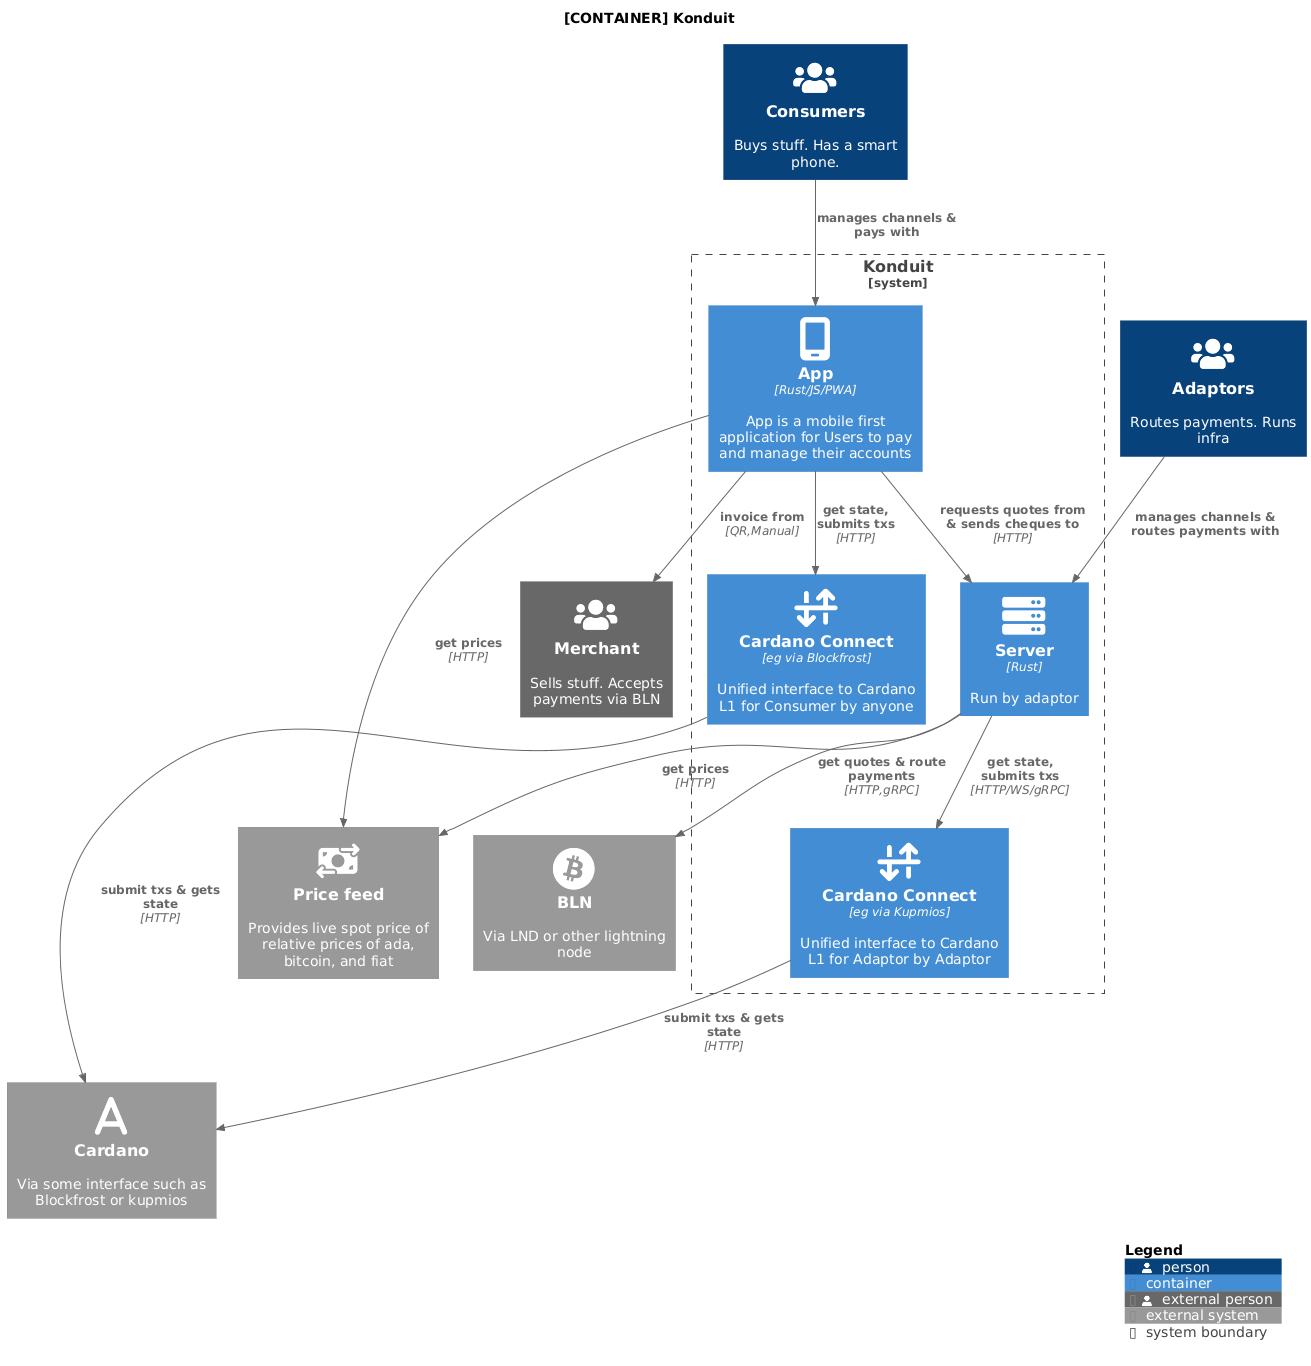 [CONTAINER] Konduit
Consumers
Buys stuff. Has a smart
phone.
manages channels &
pays with
Konduit
[system]
App
[Rust/JS/PWA]
App is a mobile first
application for Users to pay
and manage their accounts
Adaptors
Routes payments. Runs
infra
invoice from
[QR,Manual]
get state,
submits txs
[HTTP]
requests quotes from
& sends cheques to
[HTTP]
manages channels &
routes payments with
get prices
[HTTP]
Merchant
Sells stuff. Accepts
payments via BLN
Cardano Connect
[eg via Blockfrost]
Unified interface to Cardano
L1 for Consumer by anyone
Server
[Rust]
Run by adaptor
get prices
[HTTP]
get quotes & route
payments
[HTTP,gRPC]
get state,
submits txs
[HTTP/WS/gRPC]
submit txs & gets
state
[HTTP]
Price feed
Provides live spot price of
relative prices of ada,
bitcoin, and fiat
BLN
Via LND or other lightning
node
Cardano Connect
[eg via Kupmios]
Unified interface to Cardano
L1 for Adaptor by Adaptor
submit txs & gets
state
[HTTP]
Cardano
Via some interface such as
Blockfrost or kupmios
Legend
person
container
external person
external system
system boundary